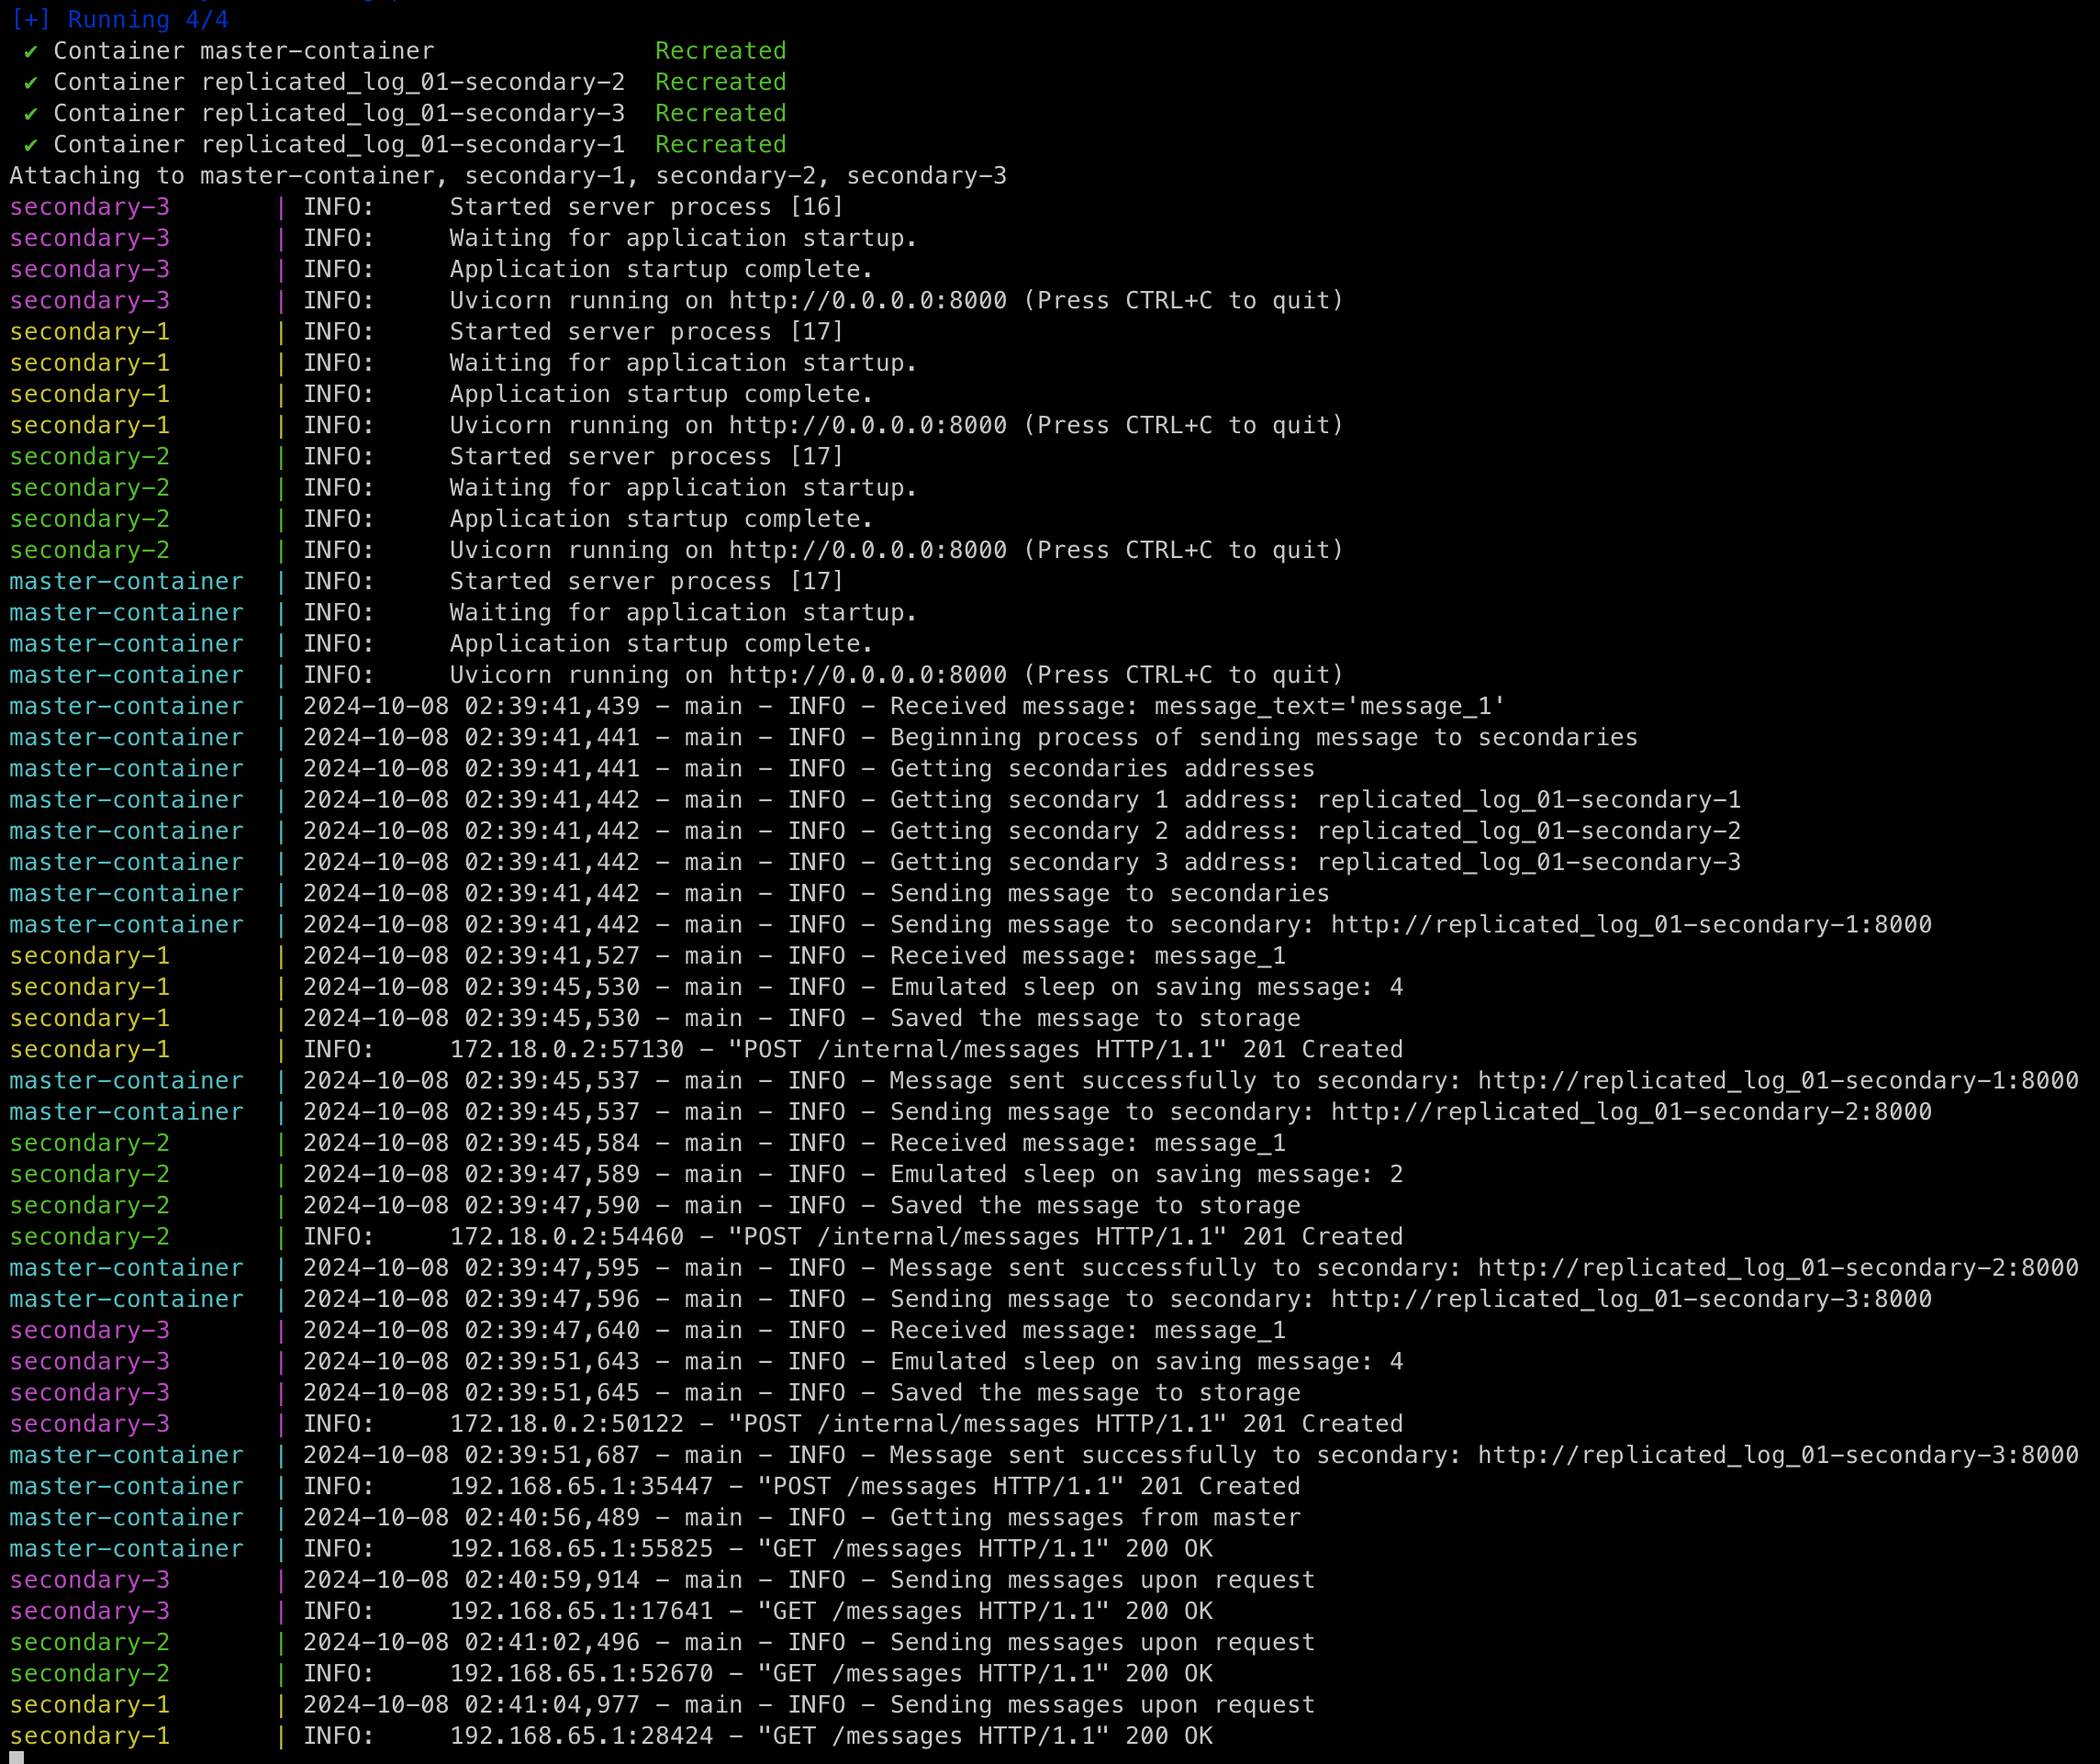 [+] Running 4/4
✔ Container master-container               Recreated
✔ Container replicated_log_01-secondary-2  Recreated
✔ Container replicated_log_01-secondary-3  Recreated
✔ Container replicated_log_01-secondary-1  Recreated
Attaching to master-container, secondary-1, secondary-2, secondary-3
secondary-3       | INFO:     Started server process [16]
secondary-3       | INFO:     Waiting for application startup.
secondary-3       | INFO:     Application startup complete.
secondary-3       | INFO:     Uvicorn running on http://0.0.0.0:8000 (Press CTRL+C to quit)
secondary-1       | INFO:     Started server process [17]
secondary-1       | INFO:     Waiting for application startup.
secondary-1       | INFO:     Application startup complete.
secondary-1       | INFO:     Uvicorn running on http://0.0.0.0:8000 (Press CTRL+C to quit)
secondary-2       | INFO:     Started server process [17]
secondary-2       | INFO:     Waiting for application startup.
secondary-2       | INFO:     Application startup complete.
secondary-2       | INFO:     Uvicorn running on http://0.0.0.0:8000 (Press CTRL+C to quit)
master-container  | INFO:     Started server process [17]
master-container  | INFO:     Waiting for application startup.
master-container  | INFO:     Application startup complete.
master-container  | INFO:     Uvicorn running on http://0.0.0.0:8000 (Press CTRL+C to quit)
master-container  | 2024-10-08 02:39:41,439 - main - INFO - Received message: message_text='message_1'
master-container  | 2024-10-08 02:39:41,441 - main - INFO - Beginning process of sending message to secondaries
master-container  | 2024-10-08 02:39:41,441 - main - INFO - Getting secondaries addresses
master-container  | 2024-10-08 02:39:41,442 - main - INFO - Getting secondary 1 address: replicated_log_01-secondary-1
master-container  | 2024-10-08 02:39:41,442 - main - INFO - Getting secondary 2 address: replicated_log_01-secondary-2
master-container  | 2024-10-08 02:39:41,442 - main - INFO - Getting secondary 3 address: replicated_log_01-secondary-3
master-container  | 2024-10-08 02:39:41,442 - main - INFO - Sending message to secondaries
master-container  | 2024-10-08 02:39:41,442 - main - INFO - Sending message to secondary: http://replicated_log_01-secondary-1:8000
secondary-1       | 2024-10-08 02:39:41,527 - main - INFO - Received message: message_1
secondary-1       | 2024-10-08 02:39:45,530 - main - INFO - Emulated sleep on saving message: 4
secondary-1       | 2024-10-08 02:39:45,530 - main - INFO - Saved the message to storage
secondary-1       | INFO:     172.18.0.2:57130 - "POST /internal/messages HTTP/1.1" 201 Created
master-container  | 2024-10-08 02:39:45,537 - main - INFO - Message sent successfully to secondary: http://replicated_log_01-secondary-1:8000
master-container  | 2024-10-08 02:39:45,537 - main - INFO - Sending message to secondary: http://replicated_log_01-secondary-2:8000
secondary-2       | 2024-10-08 02:39:45,584 - main - INFO - Received message: message_1
secondary-2       | 2024-10-08 02:39:47,589 - main - INFO - Emulated sleep on saving message: 2
secondary-2       | 2024-10-08 02:39:47,590 - main - INFO - Saved the message to storage
secondary-2       | INFO:     172.18.0.2:54460 - "POST /internal/messages HTTP/1.1" 201 Created
master-container  | 2024-10-08 02:39:47,595 - main - INFO - Message sent successfully to secondary: http://replicated_log_01-secondary-2:8000
master-container  | 2024-10-08 02:39:47,596 - main - INFO - Sending message to secondary: http://replicated_log_01-secondary-3:8000
secondary-3       | 2024-10-08 02:39:47,640 - main - INFO - Received message: message_1
secondary-3       | 2024-10-08 02:39:51,643 - main - INFO - Emulated sleep on saving message: 4
secondary-3       | 2024-10-08 02:39:51,645 - main - INFO - Saved the message to storage
secondary-3       | INFO:     172.18.0.2:50122 - "POST /internal/messages HTTP/1.1" 201 Created
master-container  | 2024-10-08 02:39:51,687 - main - INFO - Message sent successfully to secondary: http://replicated_log_01-secondary-3:8000
master-container  | INFO:     192.168.65.1:35447 - "POST /messages HTTP/1.1" 201 Created
master-container  | 2024-10-08 02:40:56,489 - main - INFO - Getting messages from master
master-container  | INFO:     192.168.65.1:55825 - "GET /messages HTTP/1.1" 200 OK
secondary-3       | 2024-10-08 02:40:59,914 - main - INFO - Sending messages upon request
secondary-3       | INFO:     192.168.65.1:17641 - "GET /messages HTTP/1.1" 200 OK
secondary-2       | 2024-10-08 02:41:02,496 - main - INFO - Sending messages upon request
secondary-2       | INFO:     192.168.65.1:52670 - "GET /messages HTTP/1.1" 200 OK
secondary-1       | 2024-10-08 02:41:04,977 - main - INFO - Sending messages upon request
secondary-1       | INFO:     192.168.65.1:28424 - "GET /messages HTTP/1.1" 200 OK